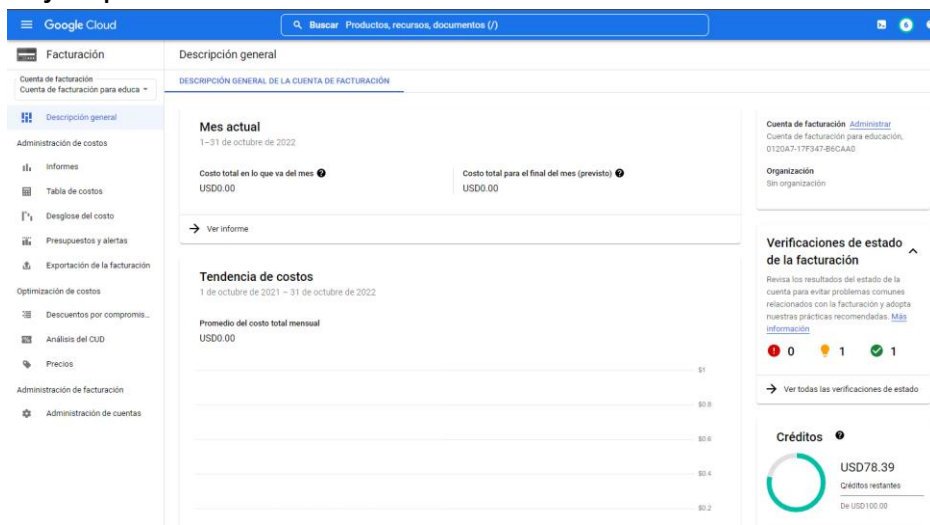 Google Cloud
Buscar Productos, recursos, documentos (/)
6
Facturación
Descripción general
Cuenta de facturación
Cuenta de facturación para educa
DESCRIPCIÓN GENERAL DE LA CUENTA DE FACTURACIÓN
Descripción general
Administración de costos
Informes
Tabla de costos
Desglose del costo
Presupuestos y alertas
Exportación de la facturación
Optimización de costos
Descuentos por compromis...
Análisis del CUD
Precios
Administración de facturación
Administración de cuentas
Mes actual
1–31 de octubre de 2022
Costo total en lo que va del mes
USD0.00
Costo total para el final del mes (previsto)
USD0.00
Ver informe
Tendencia de costos
1 de octubre de 2021 – 31 de octubre de 2022
Promedio del costo total mensual
USD0.00
$1
$0.8
$0.6
$0.4
$0.2
Cuenta de facturación Administrar
Cuenta de facturación para educación,
0120A7-17F347-B6CAA0
Organización
Sin organización
Verificaciones de estado
de la facturación
Revisa los resultados del estado de la
cuenta para evitar problemas comunes
relacionados con la facturación y adopta
nuestras prácticas recomendadas. Más
información
0 1 1
Ver todas las verificaciones de estado
Créditos
USD78.39
Créditos restantes
De USD100.00